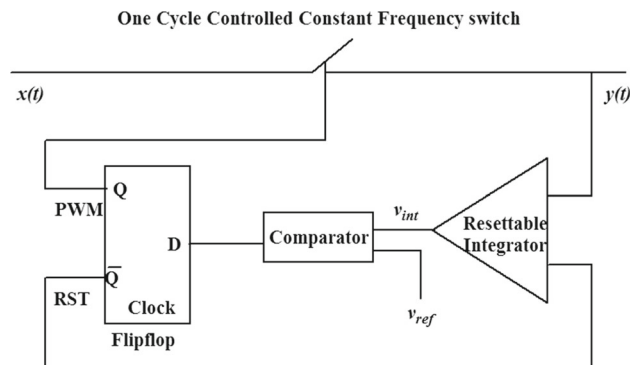 One Cycle Controlled Constant Frequency switch
x(t)
y(t)
Q
PWM
D
Comparator
v_int
Resettable
Integrator
Q̅
RST
Clock
v_ref
Flipflop